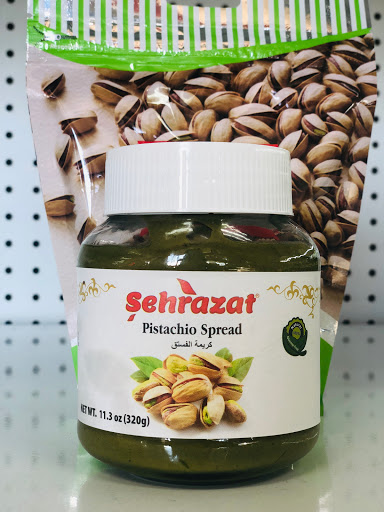 Şehrazat®
Pistachio Spread
كريمة الفستق
NET WT. 11.3 oz (320g)